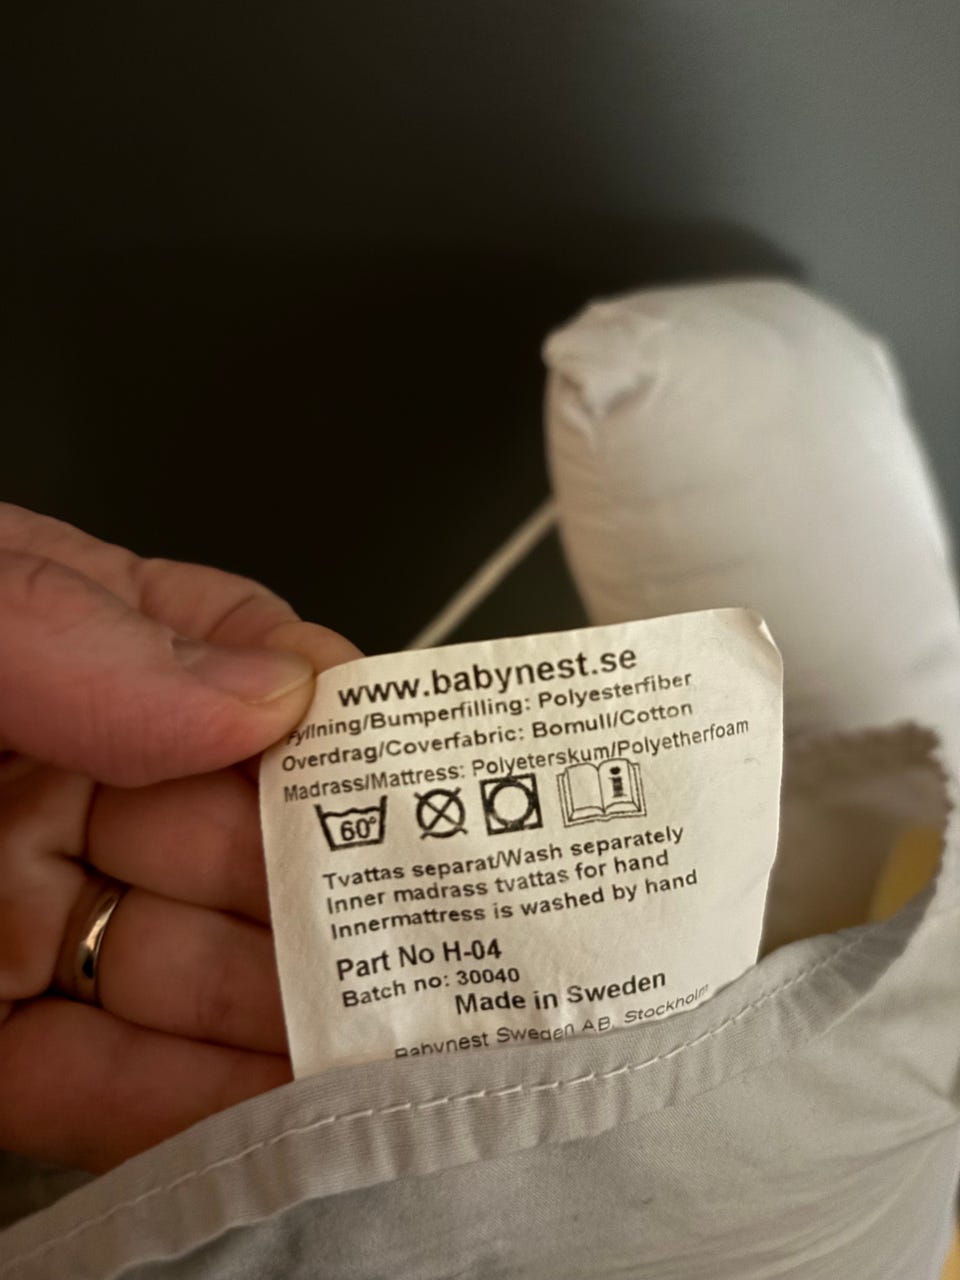 www.babynest.se
Fyllning/Bumperfilling: Polyesterfiber
Overdrag/Coverfabric: Bomull/Cotton
Madrass/Mattress: Polyeterskum/Polyetherfoam
60°
Tvattas separat/Wash separately
Inner madrass tvattas for hand
Innermattress is washed by hand
Part No H-04
Batch no: 30040
Made in Sweden
Babynest Sweden AB, Stockholm